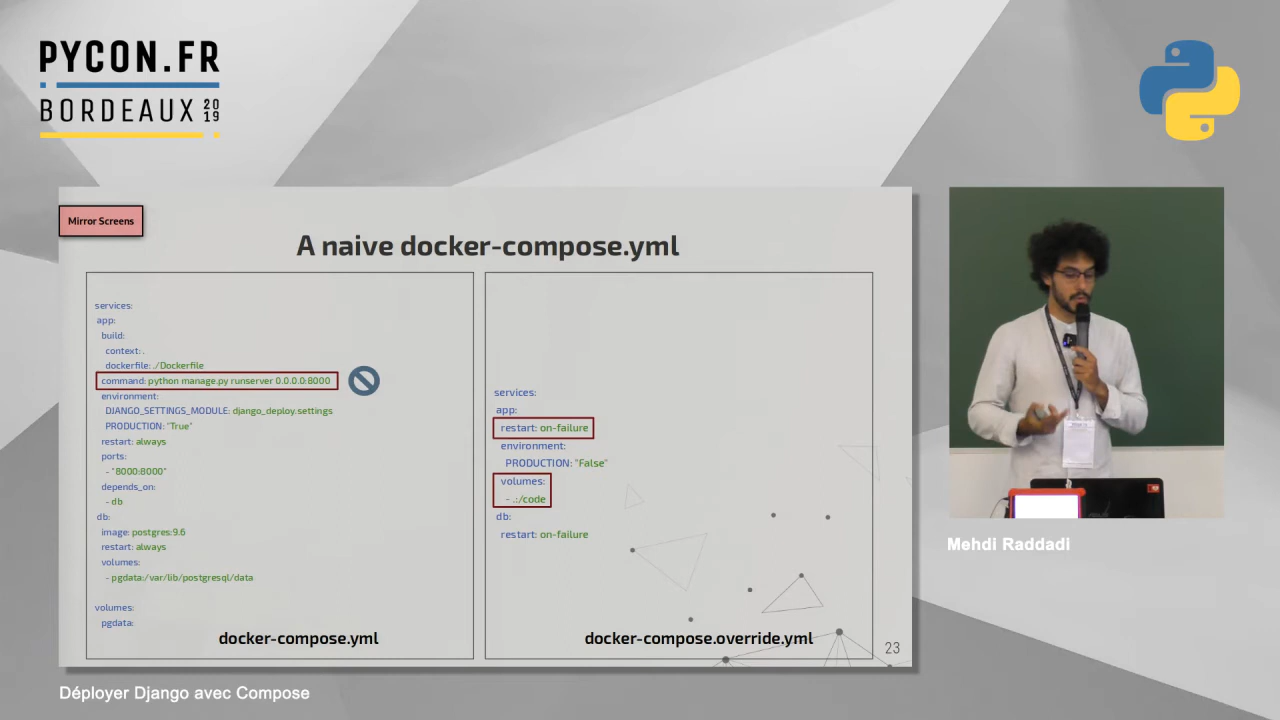 PYCON.FR
BORDEAUX 2019
Mirror Screens
A naive docker-compose.yml
services:
app:
build:
context: .
dockerfile: ./Dockerfile
command: python manage.py runserver 0.0.0.0:8000
environment:
DJANGO_SETTINGS_MODULE: django_deploy.settings
PRODUCTION: "True"
restart: always
ports:
- "8000:8000"
depends_on:
- db
db:
image: postgres:9.6
restart: always
volumes:
- pgdata:/var/lib/postgresql/data
volumes:
pgdata:
docker-compose.yml
services:
app:
restart: on-failure
environment:
PRODUCTION: "False"
volumes:
- .:/code
db:
restart: on-failure
docker-compose.override.yml
23
Mehdi Raddadi
Déployer Django avec Compose